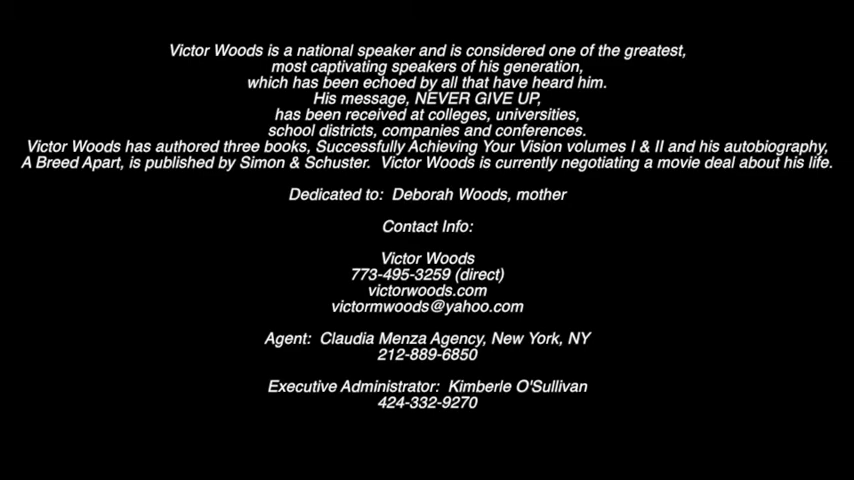 Victor Woods is a national speaker and is considered one of the greatest,
most captivating speakers of his generation,
which has been echoed by all that have heard him.
His message, NEVER GIVE UP,
has been received at colleges, universities,
school districts, companies and conferences.
Victor Woods has authored three books, Successfully Achieving Your Vision volumes I & II and his autobiography,
A Breed Apart, is published by Simon & Schuster.  Victor Woods is currently negotiating a movie deal about his life.
Dedicated to:  Deborah Woods, mother
Contact Info:
Victor Woods
773-495-3259 (direct)
victorwoods.com
victormwoods@yahoo.com
Agent:  Claudia Menza Agency, New York, NY
212-889-6850
Executive Administrator:  Kimberle O'Sullivan
424-332-9270